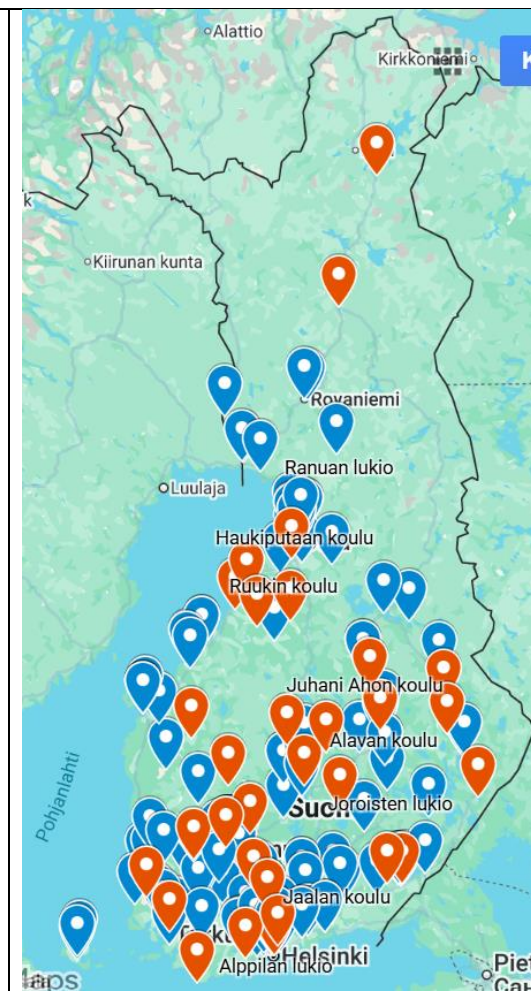 Alattio
Kirkkoniemi
K
Kiirunan kunta
Rovaniemi
Ranuan lukio
Luulaja
Haukiputaan koulu
Ruukin koulu
Juhani Ahon koulu
Alavan koulu
Pohjanlahti
Joroisten lukio
Jaalan koulu
Helsinki
Alppilan lukio